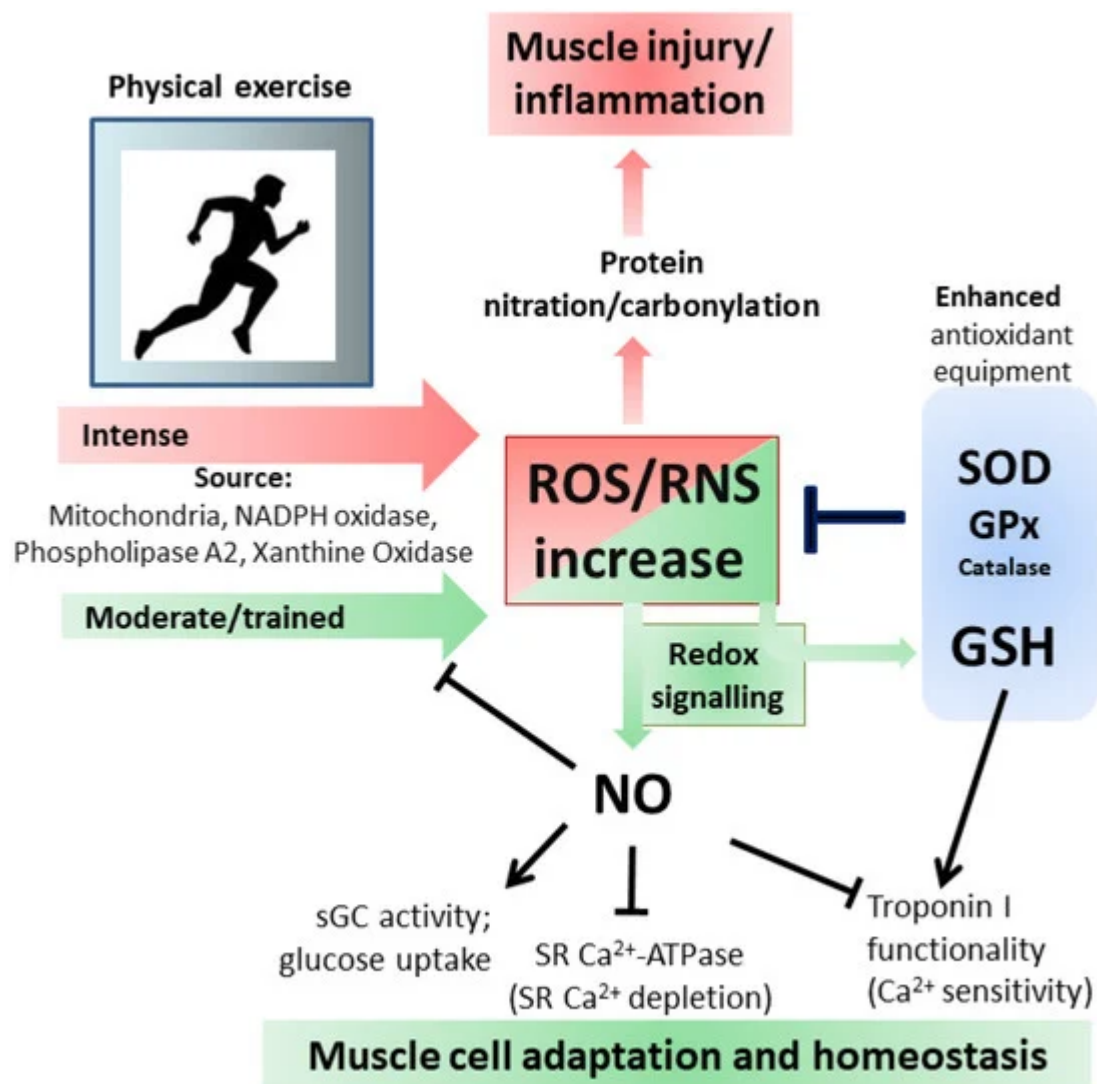 Physical exercise
Muscle injury/
inflammation
Protein
nitration/carbonylation
Enhanced
antioxidant
equipment
Intense
Source:
Mitochondria, NADPH oxidase,
Phospholipase A2, Xanthine Oxidase
Moderate/trained
ROS/RNS
increase
SOD
GPx
Catalase
GSH
Redox
signalling
NO
sGC activity;
glucose uptake
SR Ca²⁺-ATPase
(SR Ca²⁺ depletion)
Troponin I
functionality
(Ca²⁺ sensitivity)
Muscle cell adaptation and homeostasis